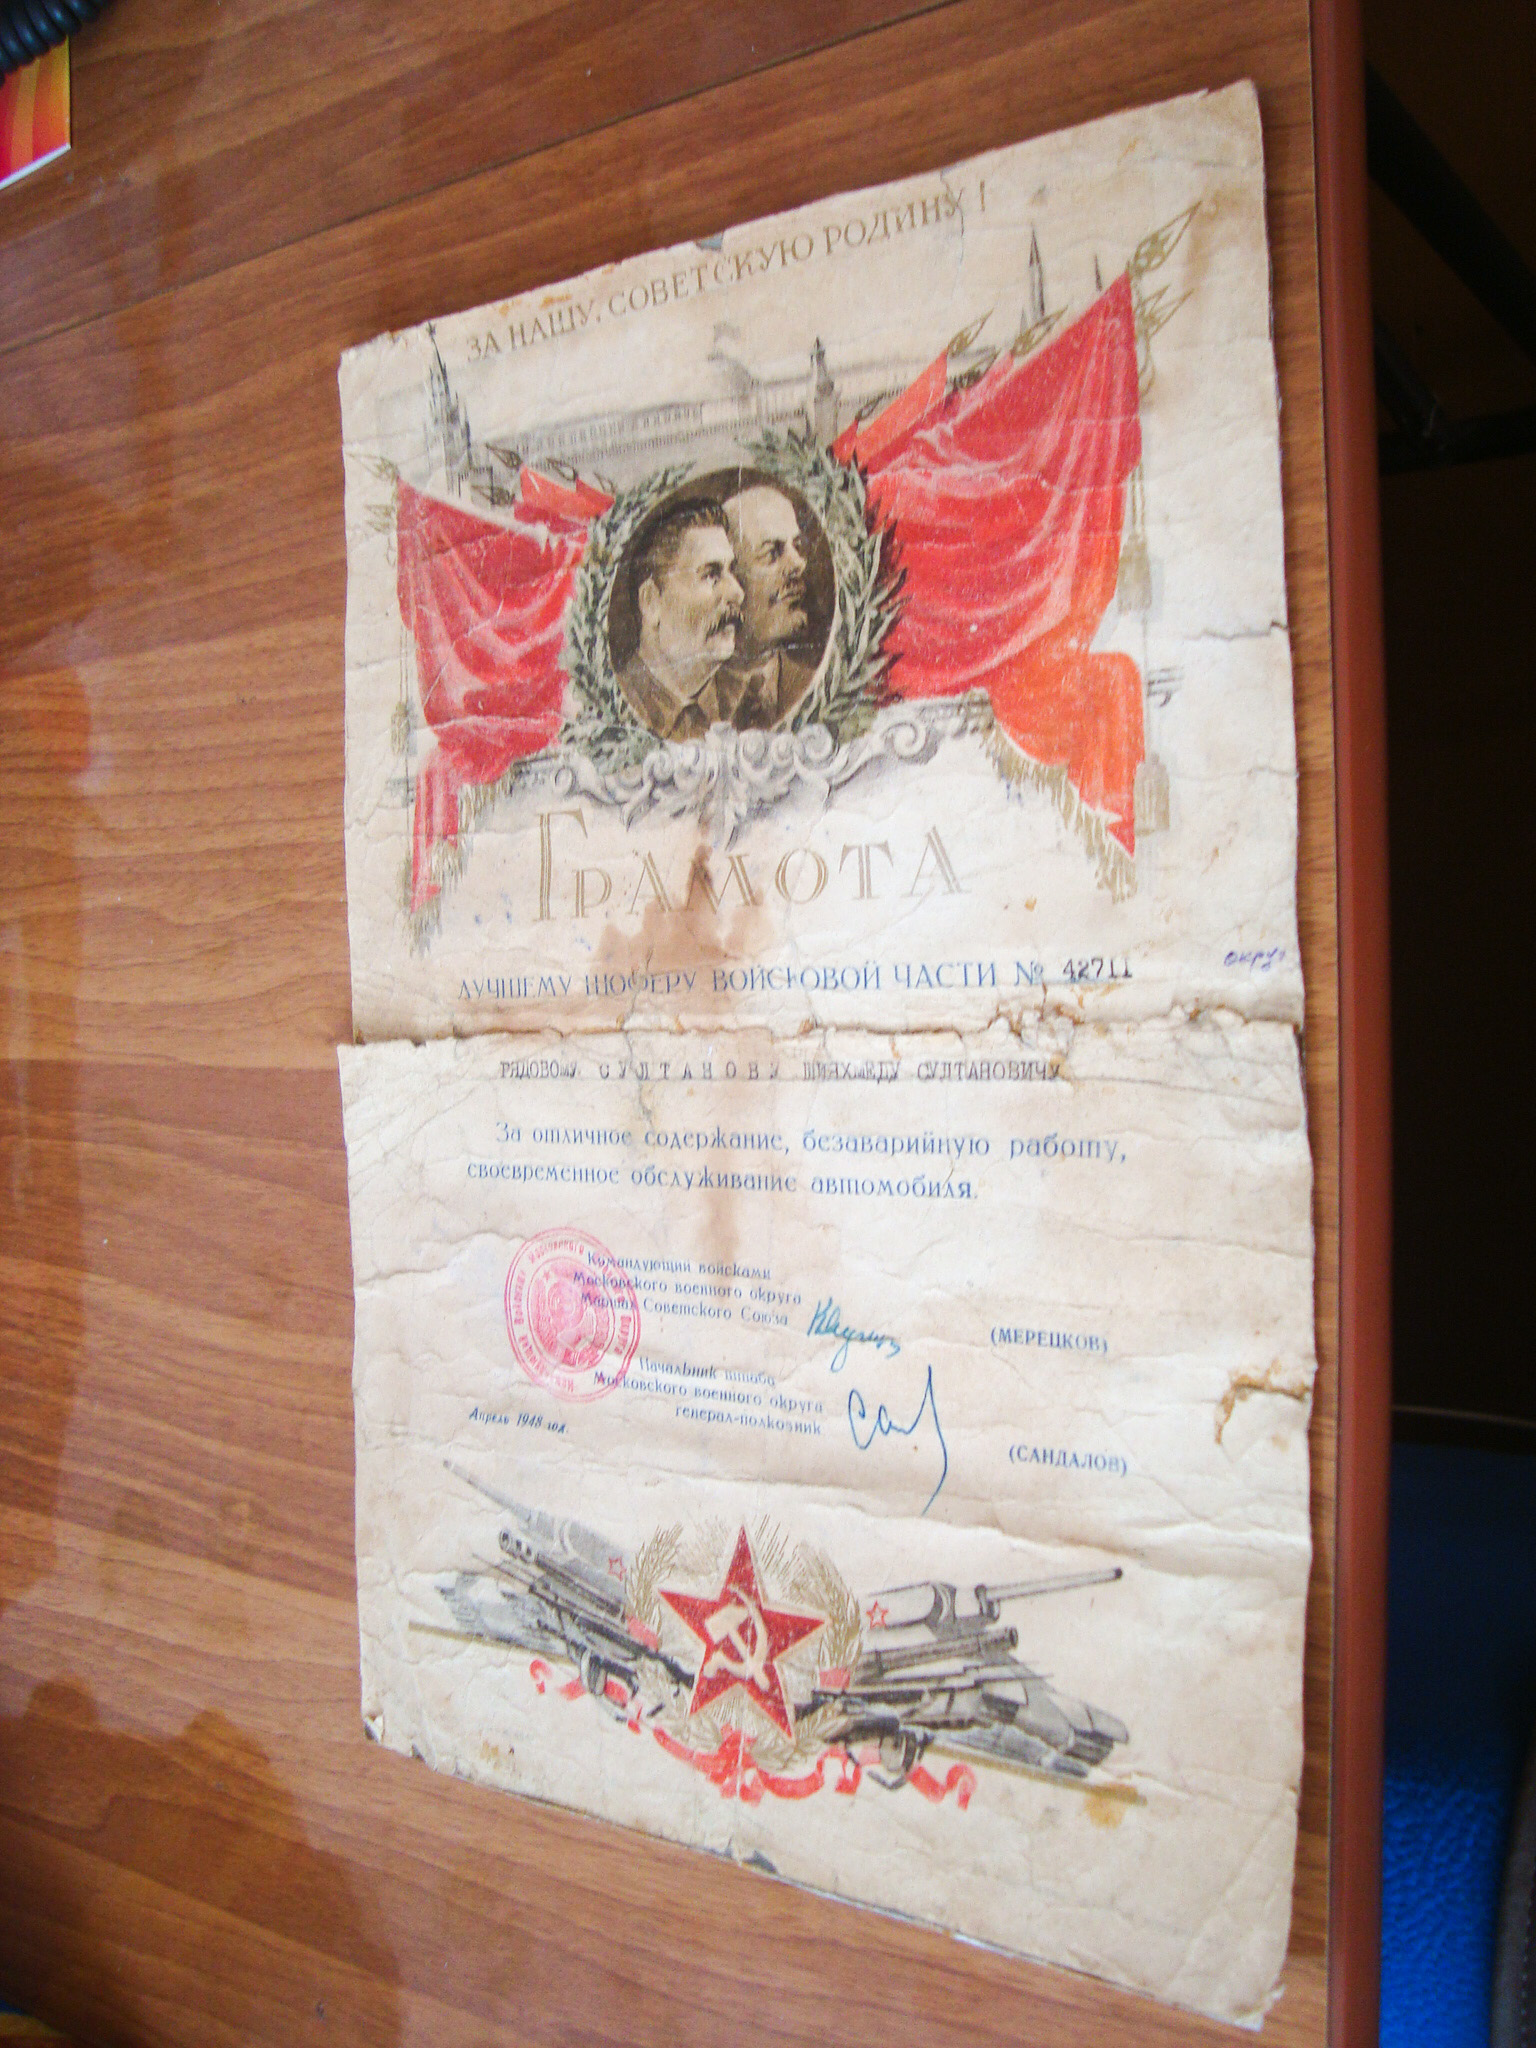 ЗА НАШУ, СОВЕТСКУЮ РОДИНУ!
ГРАМОТА
ЛУЧШЕМУ ШОФЕРУ ВОЙСКОВОЙ ЧАСТИ № 42711
округ
РЯДОВОМУ СУЛТАНОВУ ШИЯХМЕДУ СУЛТАНОВИЧУ
За отличное содержание, безаварийную работу,
своевременное обслуживание автомобиля.
Командующий войсками
Московского военного округа
Маршал Советского Союза
(МЕРЕЦКОВ)
Начальник штаба
Московского военного округа
генерал-полковник
(САНДАЛОВ)
Апрель 1948 год.